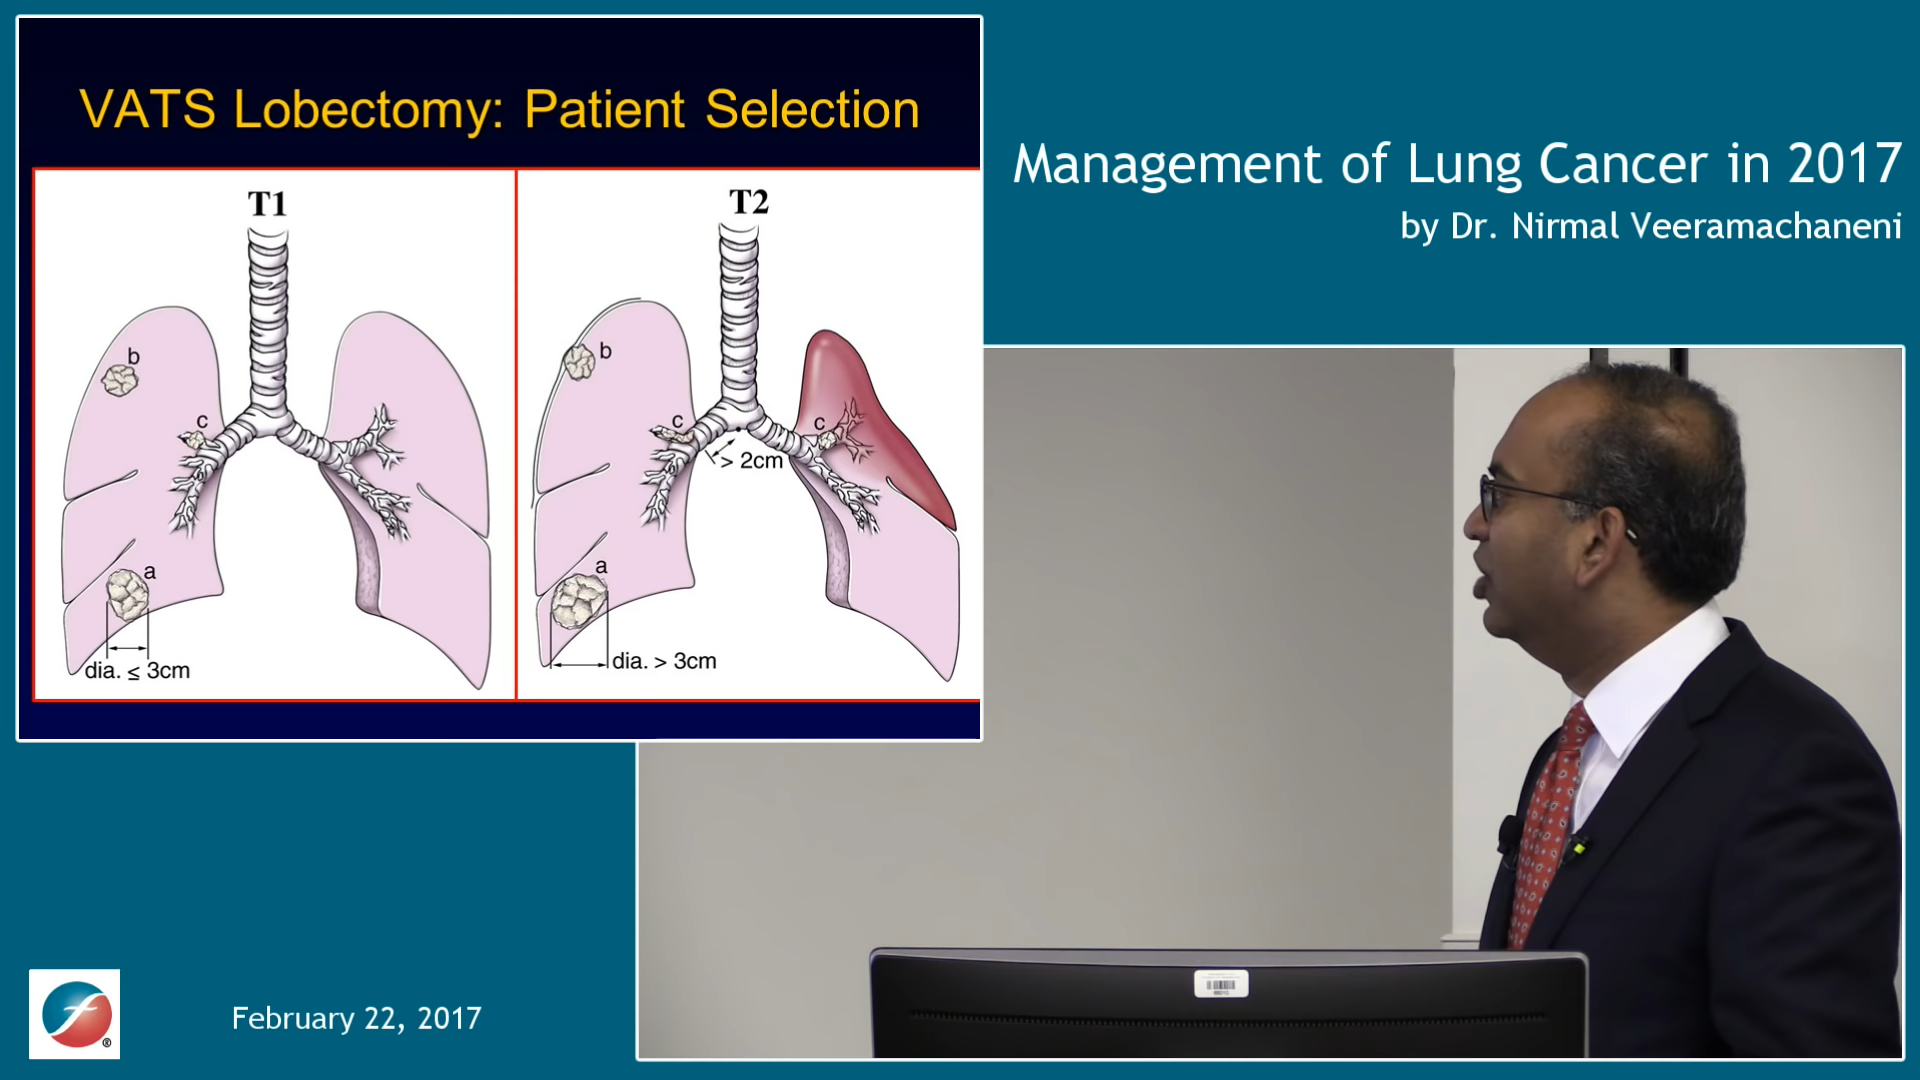 VATS Lobectomy: Patient Selection
T1
b
c
a
dia. ≤ 3cm
T2
b
c
c
> 2cm
a
dia. > 3cm
Management of Lung Cancer in 2017
by Dr. Nirmal Veeramachaneni
February 22, 2017
f
®